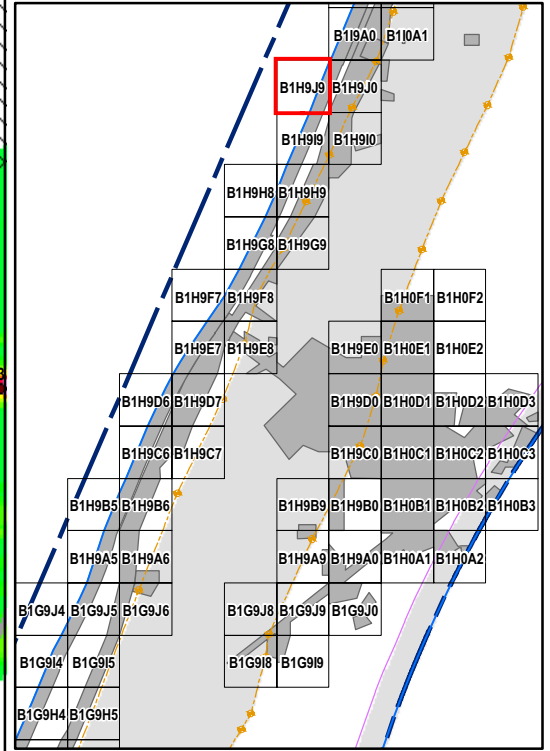 B1I9A0 B1I0A1
B1H9J9 B1H9J0
B1H9I9 B1H9I0
B1H9H8 B1H9H9
B1H9G8 B1H9G9
B1H9F7 B1H9F8 B1H0F1 B1H0F2
B1H9E7 B1H9E8 B1H9E0 B1H0E1 B1H0E2
B1H9D6 B1H9D7 B1H9D0 B1H0D1 B1H0D2 B1H0D3
B1H9C6 B1H9C7 B1H9C0 B1H0C1 B1H0C2 B1H0C3
B1H9B5 B1H9B6 B1H9B9 B1H9B0 B1H0B1 B1H0B2 B1H0B3
B1H9A5 B1H9A6 B1H9A9 B1H9A0 B1H0A1 B1H0A2
B1G9J4 B1G9J5 B1G9J6 B1G9J8 B1G9J9 B1G9J0
B1G9I4 B1G9I5 B1G9I8 B1G9I9
B1G9H4 B1G9H5